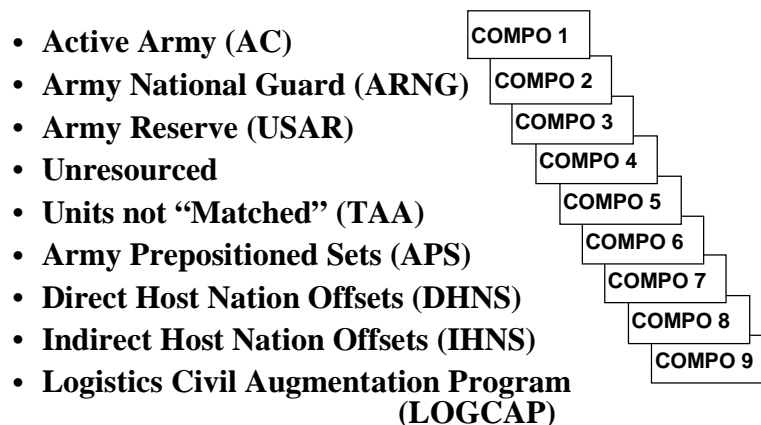 • Active Army (AC)
COMPO 1
• Army National Guard (ARNG)
COMPO 2
• Army Reserve (USAR)
COMPO 3
• Unresourced
COMPO 4
• Units not “Matched” (TAA)
COMPO 5
• Army Prepositioned Sets (APS)
COMPO 6
• Direct Host Nation Offsets (DHNS)
COMPO 7
• Indirect Host Nation Offsets (IHNS)
COMPO 8
• Logistics Civil Augmentation Program
(LOGCAP)
COMPO 9